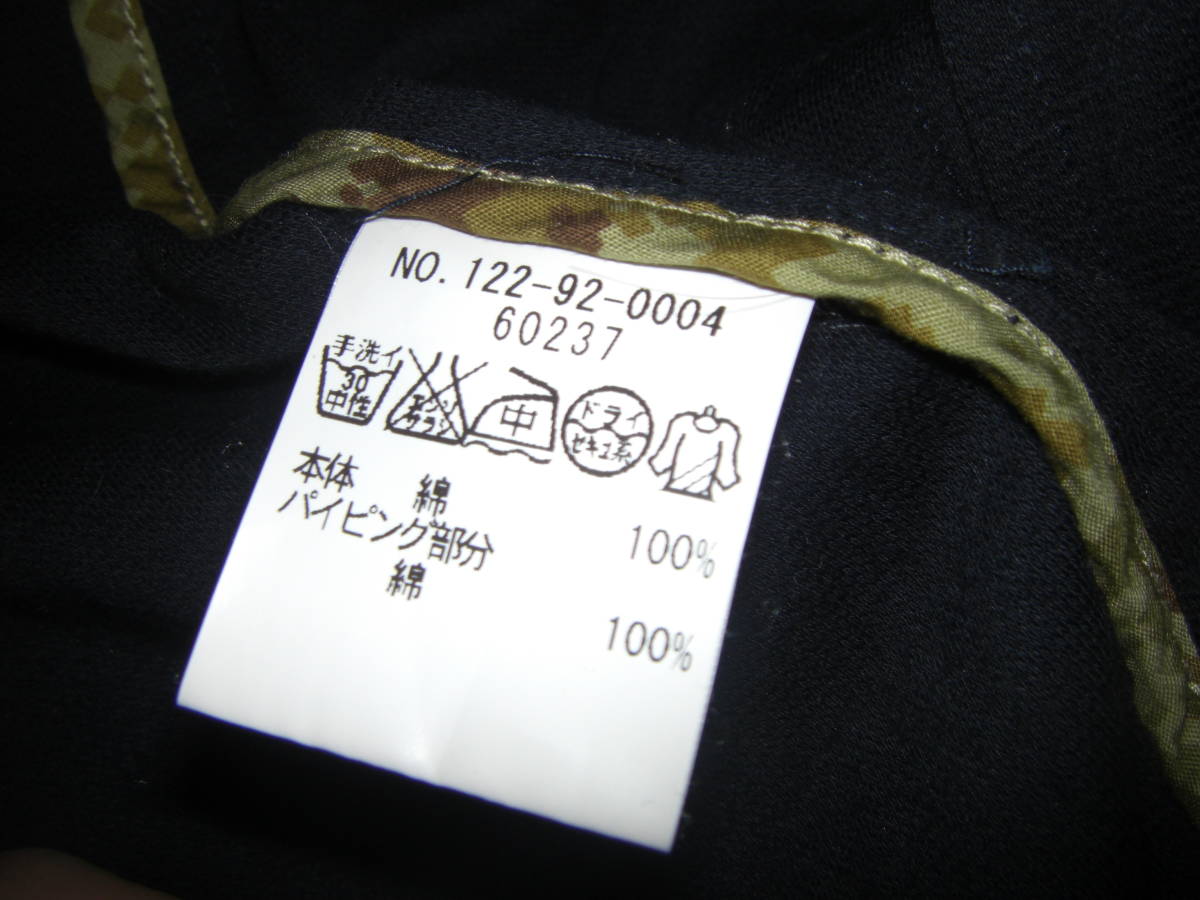 NO. 122-92-0004
60237
手洗イ
30
中性
エンソ
サラシ
中
ドライ
セキユ系
本体 綿 100%
パイピング部分
綿 100%